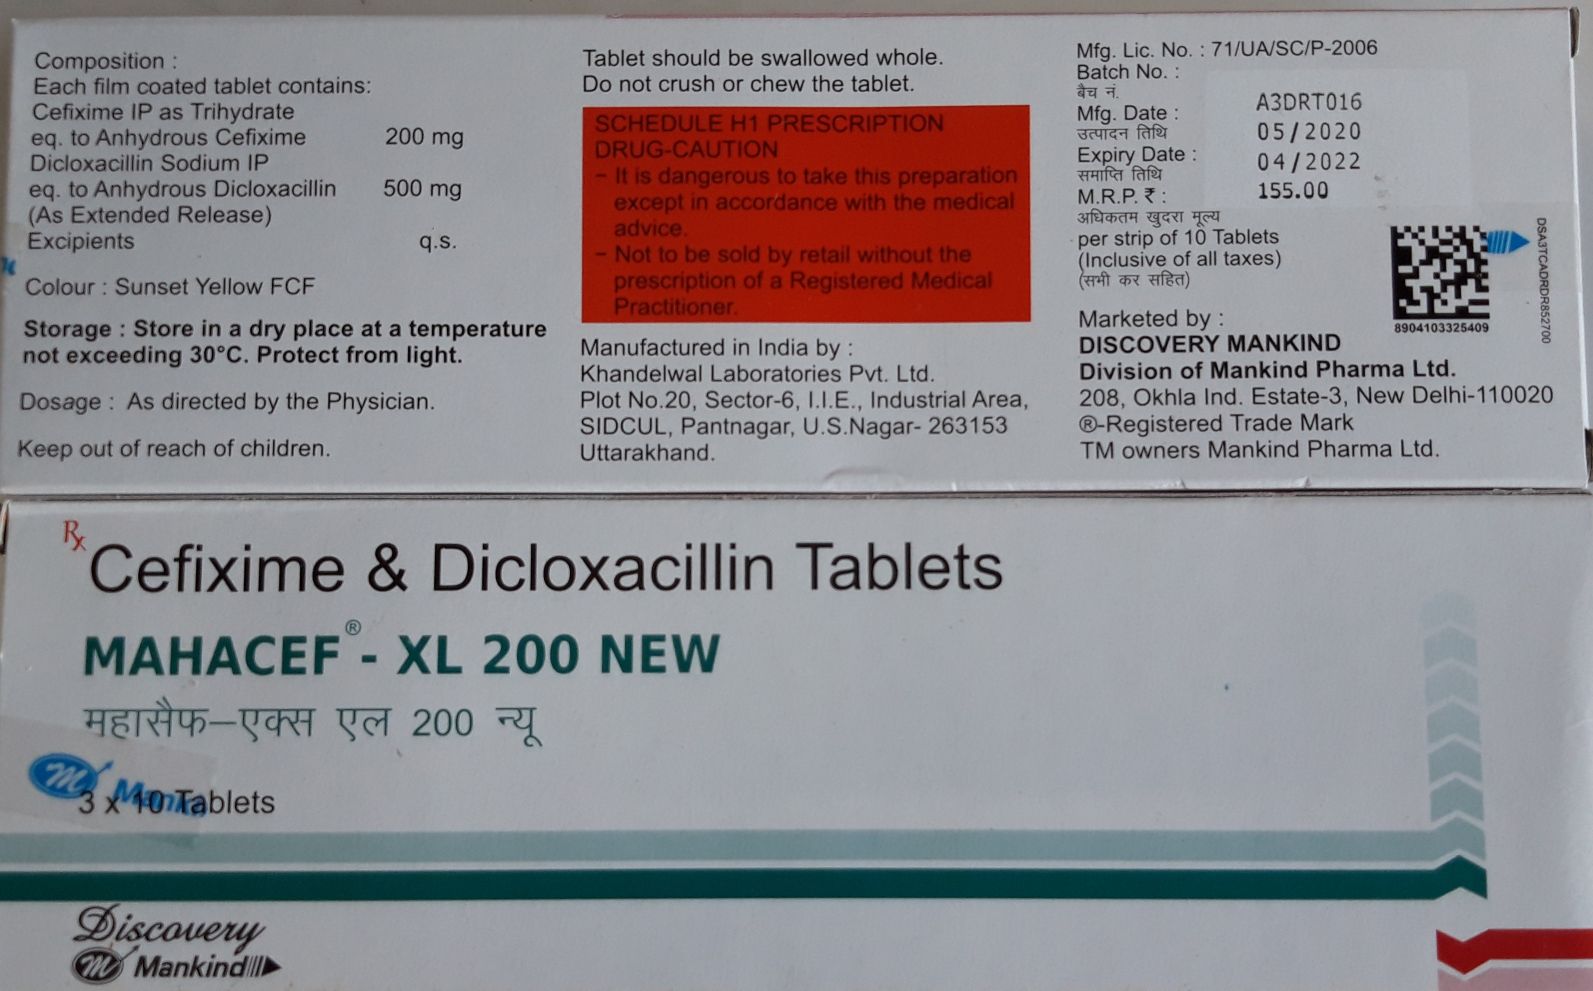 Composition :
Each film coated tablet contains:
Cefixime IP as Trihydrate
eq. to Anhydrous Cefixime 200 mg
Dicloxacillin Sodium IP
eq. to Anhydrous Dicloxacillin 500 mg
(As Extended Release)
Excipients q.s.
Colour : Sunset Yellow FCF
Storage : Store in a dry place at a temperature
not exceeding 30°C. Protect from light.
Dosage : As directed by the Physician.
Keep out of reach of children.
Tablet should be swallowed whole.
Do not crush or chew the tablet.
SCHEDULE H1 PRESCRIPTION
DRUG-CAUTION
– It is dangerous to take this preparation
except in accordance with the medical
advice.
– Not to be sold by retail without the
prescription of a Registered Medical
Practitioner.
Manufactured in India by :
Khandelwal Laboratories Pvt. Ltd.
Plot No.20, Sector-6, I.I.E., Industrial Area,
SIDCUL, Pantnagar, U.S.Nagar- 263153
Uttarakhand.
Mfg. Lic. No. : 71/UA/SC/P-2006
Batch No. :
बैच नं. A3DRT016
Mfg. Date :
उत्पादन तिथि 05/2020
Expiry Date : 04/2022
समाप्ति तिथि
M.R.P. ₹ : 155.00
अधिकतम खुदरा मूल्य
per strip of 10 Tablets
(Inclusive of all taxes)
(सभी कर सहित)
8904103325409
DSA3TCADRDR852700
Marketed by :
DISCOVERY MANKIND
Division of Mankind Pharma Ltd.
208, Okhla Ind. Estate-3, New Delhi-110020
®-Registered Trade Mark
TM owners Mankind Pharma Ltd.
Rx
Cefixime & Dicloxacillin Tablets
MAHACEF® - XL 200 NEW
महासैफ–एक्स एल 200 न्यू
3 x 10 Tablets
Discovery
Mankind